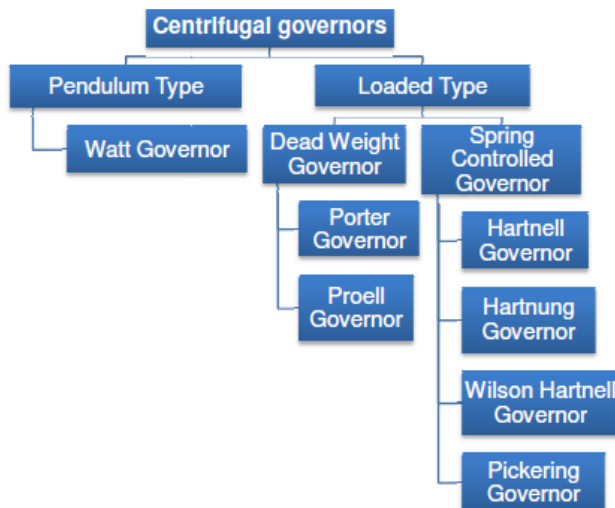 Centrifugal governors
Pendulum Type
Loaded Type
Watt Governor
Dead Weight
Governor
Spring
Controlled
Governor
Porter
Governor
Proell
Governor
Hartnell
Governor
Hartnung
Governor
Wilson Hartnell
Governor
Pickering
Governor